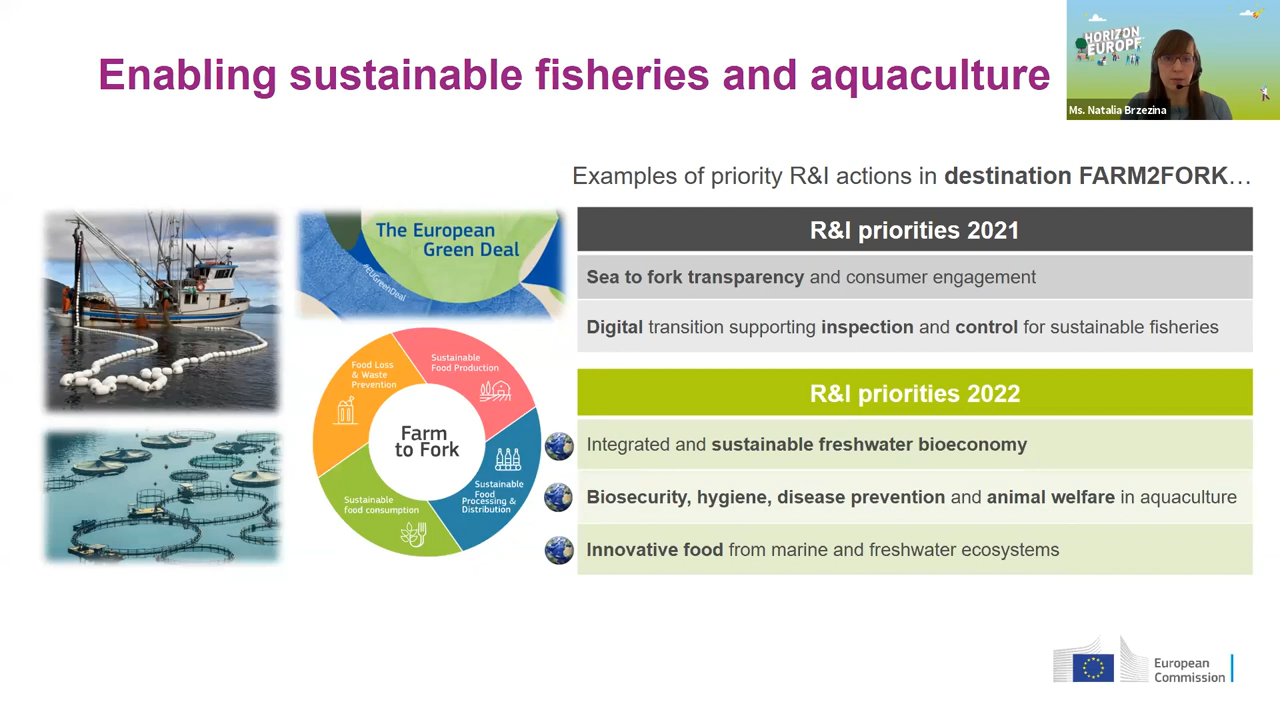 Enabling sustainable fisheries and aquaculture
HORIZON
EUROPE
Ms. Natalia Brzezina
Examples of priority R&I actions in destination FARM2FORK…
The European
Green Deal
#EUGreenDeal
R&I priorities 2021
Sea to fork transparency and consumer engagement
Digital transition supporting inspection and control for sustainable fisheries
Food Loss
& Waste
Prevention
Sustainable
Food Production
Farm
to Fork
Sustainable
Food
Processing &
Distribution
Sustainable
food consumption
R&I priorities 2022
Integrated and sustainable freshwater bioeconomy
Biosecurity, hygiene, disease prevention and animal welfare in aquaculture
Innovative food from marine and freshwater ecosystems
European
Commission